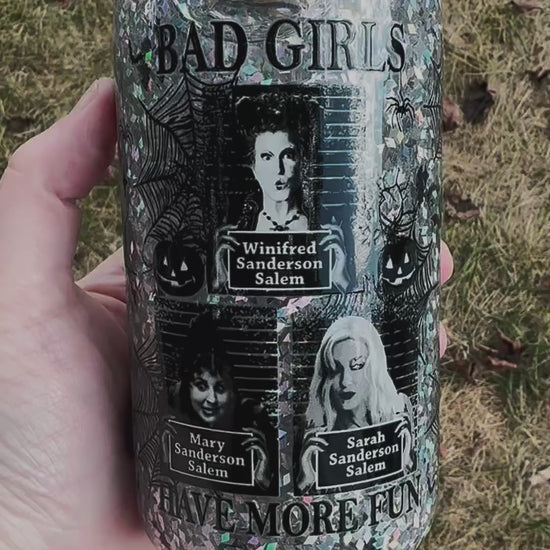 BAD GIRLS
Winifred
Sanderson
Salem
Mary
Sanderson
Salem
Sarah
Sanderson
Salem
HAVE MORE FUN